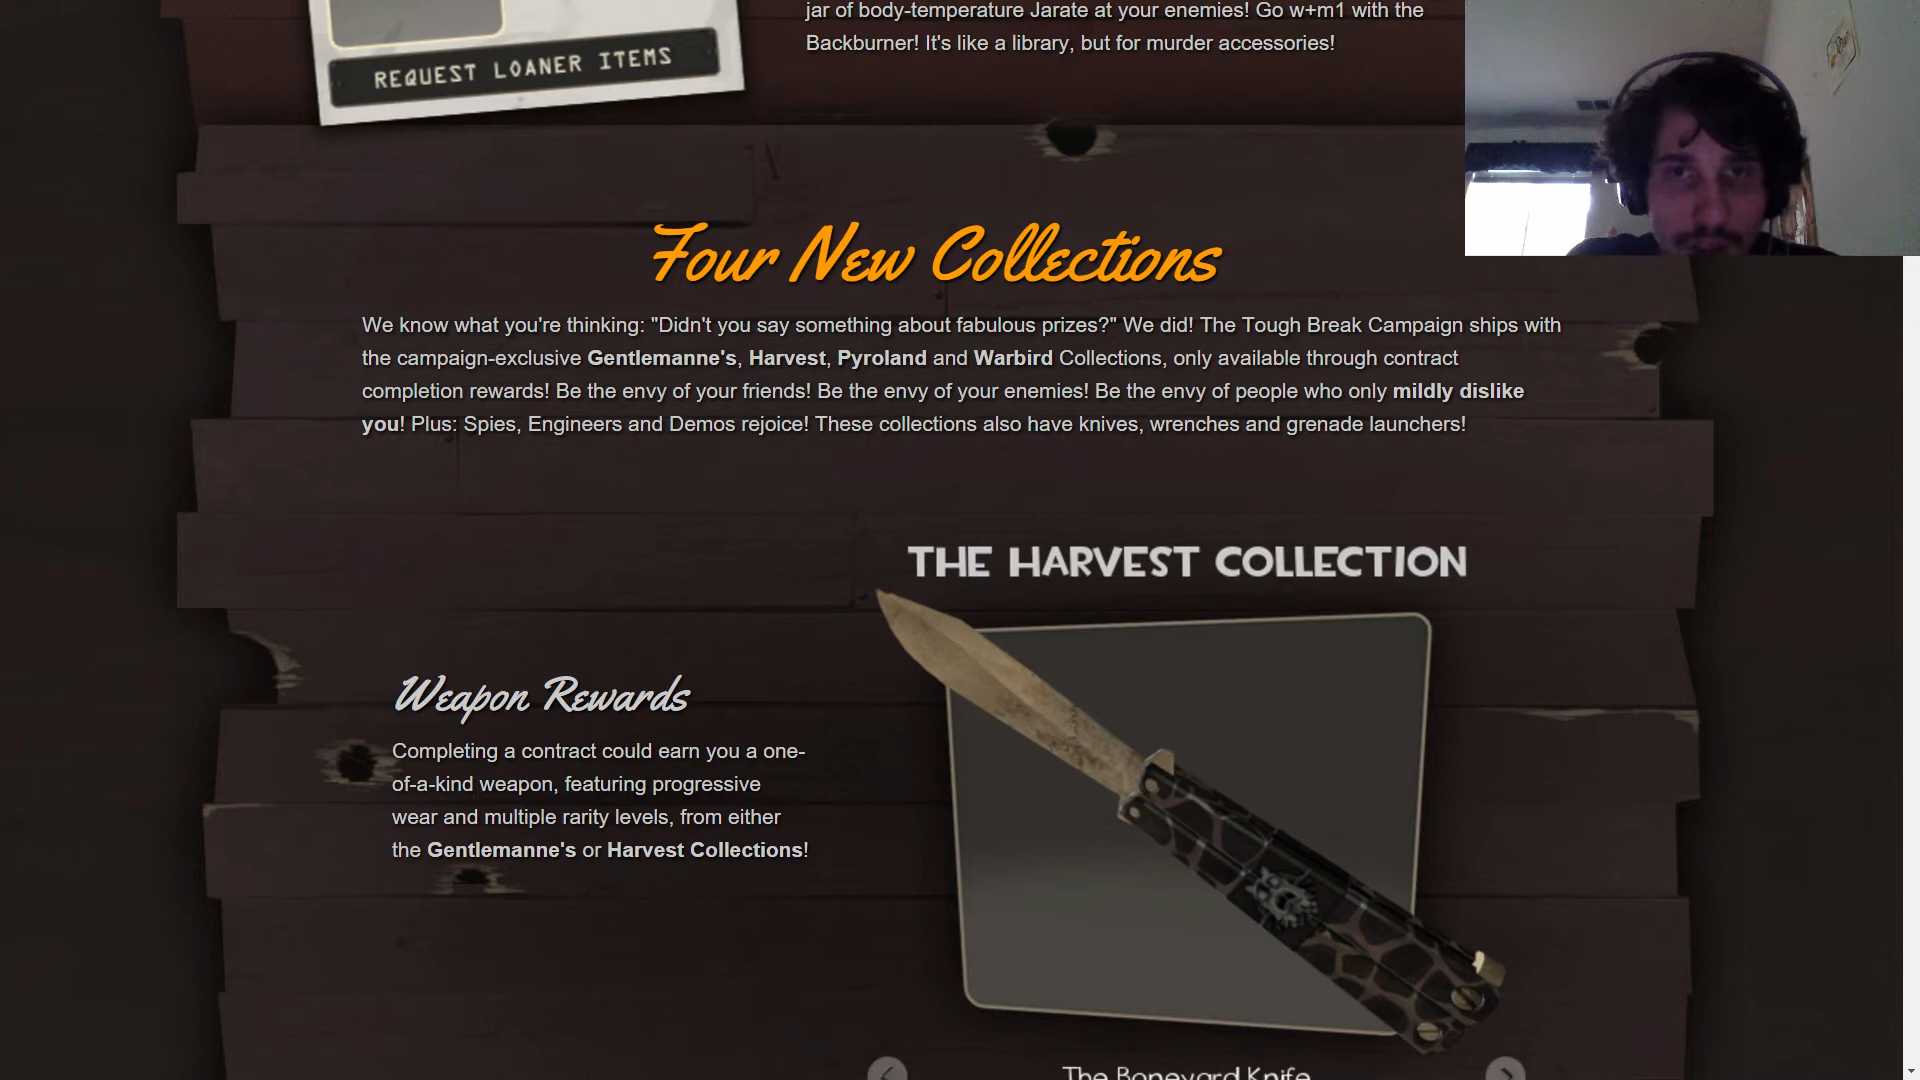 jar of body-temperature Jarate at your enemies! Go w+m1 with the
Backburner! It's like a library, but for murder accessories!
REQUEST LOANER ITEMS
Four New Collections
We know what you're thinking: "Didn't you say something about fabulous prizes?" We did! The Tough Break Campaign ships with
the campaign-exclusive Gentlemanne's, Harvest, Pyroland and Warbird Collections, only available through contract
completion rewards! Be the envy of your friends! Be the envy of your enemies! Be the envy of people who only mildly dislike
you! Plus: Spies, Engineers and Demos rejoice! These collections also have knives, wrenches and grenade launchers!
THE HARVEST COLLECTION
Weapon Rewards
Completing a contract could earn you a one-
of-a-kind weapon, featuring progressive
wear and multiple rarity levels, from either
the Gentlemanne's or Harvest Collections!
The Boneyard Knife